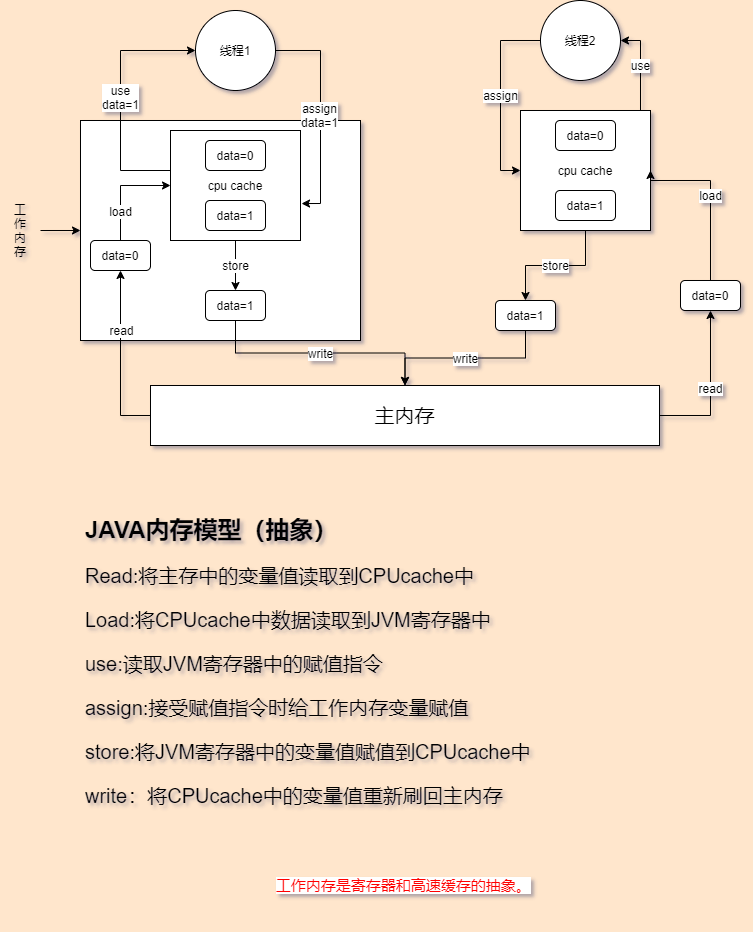 线程1
线程2
use
data=1
assign
data=1
assign
use
data=0
cpu cache
data=1
data=0
cpu cache
data=1
工作内存
load
load
data=0
store
store
data=1
data=1
data=0
read
write
write
read
主内存
JAVA内存模型（抽象）
Read:将主存中的变量值读取到CPUcache中
Load:将CPUcache中数据读取到JVM寄存器中
use:读取JVM寄存器中的赋值指令
assign:接受赋值指令时给工作内存变量赋值
store:将JVM寄存器中的变量值赋值到CPUcache中
write：将CPUcache中的变量值重新刷回主内存
工作内存是寄存器和高速缓存的抽象。